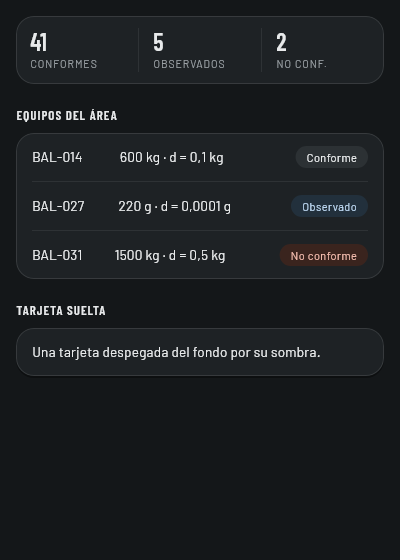 41 5 2
CONFORMES OBSERVADOS NO CONF.
EQUIPOS DEL ÁREA
BAL-014 600 kg · d = 0,1 kg Conforme
BAL-027 220 g · d = 0,0001 g Observado
BAL-031 1500 kg · d = 0,5 kg No conforme
TARJETA SUELTA
Una tarjeta despegada del fondo por su sombra.